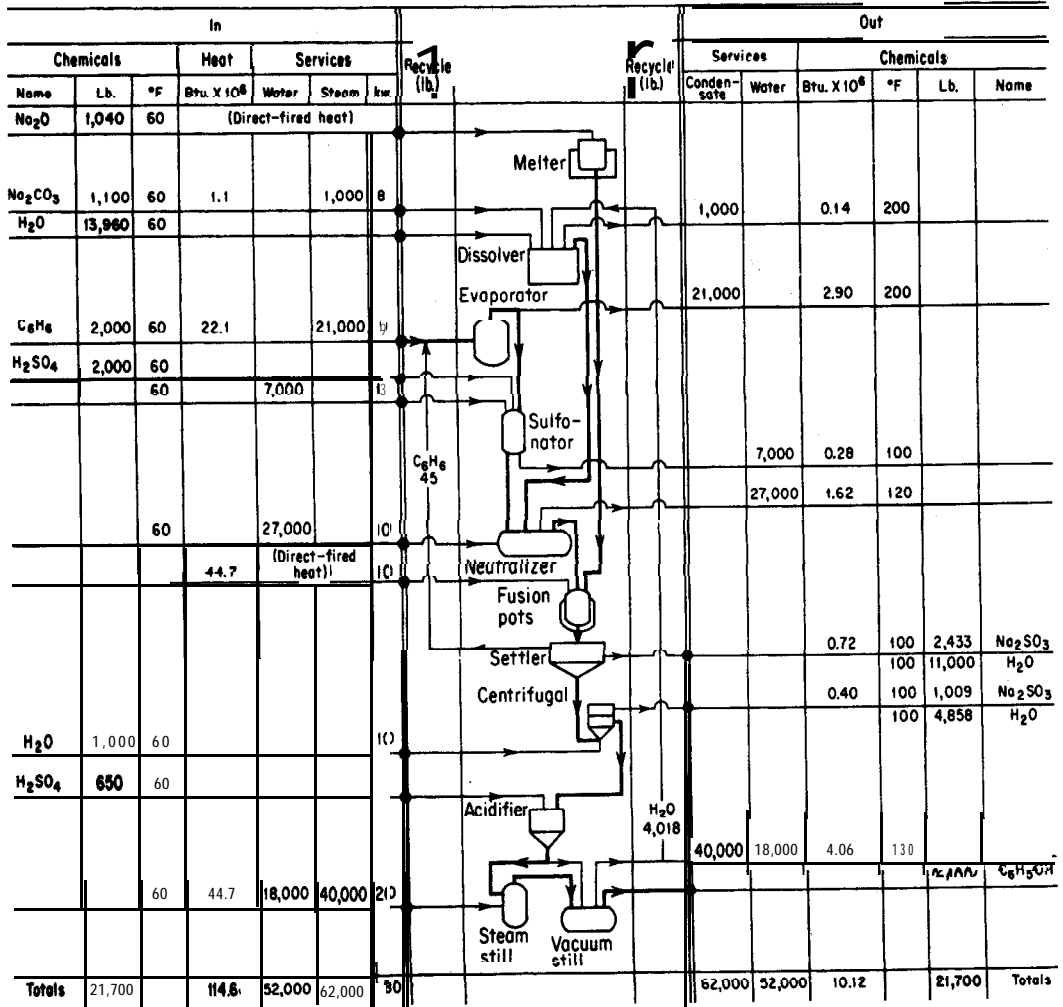 In
Out
Chemicals Heat Services
Recycle (lb.)
Recycle (lb.)
Services Chemicals
Name Lb. °F Btu. X 10⁶ Water Steam kw.
Condensate Water Btu. X 10⁶ °F Lb. Name
Na₂O 1,040 60 (Direct-fired heat)
Melter
Na₂CO₃ 1,100 60 1.1 1,000 8
1,000 0.14 200
H₂O 13,960 60
Dissolver
Evaporator
21,000 2.90 200
C₆H₆ 2,000 60 22.1 21,000
H₂SO₄ 2,000 60
60 7,000 13
Sulfo-
nator
C₆H₆
45
7,000 0.28 100
27,000 1.62 120
60 27,000 10
Neutralizer
(Direct-fired
heat)
44.7 10
Fusion
pots
Settler
0.72 100 2,433 Na₂SO₃
100 11,000 H₂O
Centrifugal
0.40 100 1,009 Na₂SO₃
100 4,858 H₂O
H₂O 1,000 60 10
H₂SO₄ 650 60
Acidifier
H₂O
4,018
40,000 18,000 4.06 130
C₆H₅OH
60 44.7 18,000 40,000 20
Steam
still
Vacuum
still
Totals 21,700 114.6 52,000 62,000 80
62,000 52,000 10.12 21,700 Totals